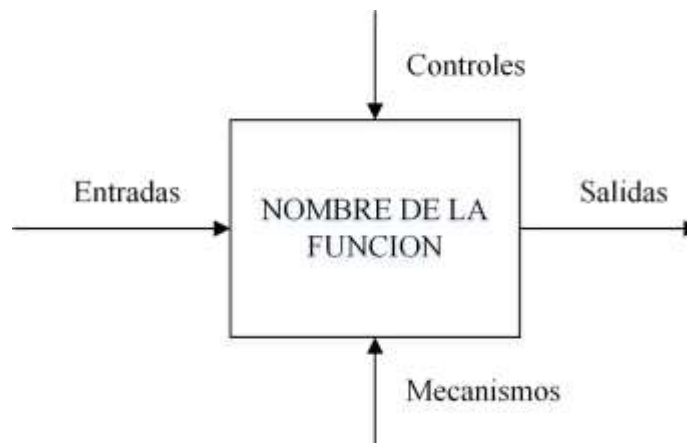 Controles
Entradas
NOMBRE DE LA
FUNCION
Salidas
Mecanismos